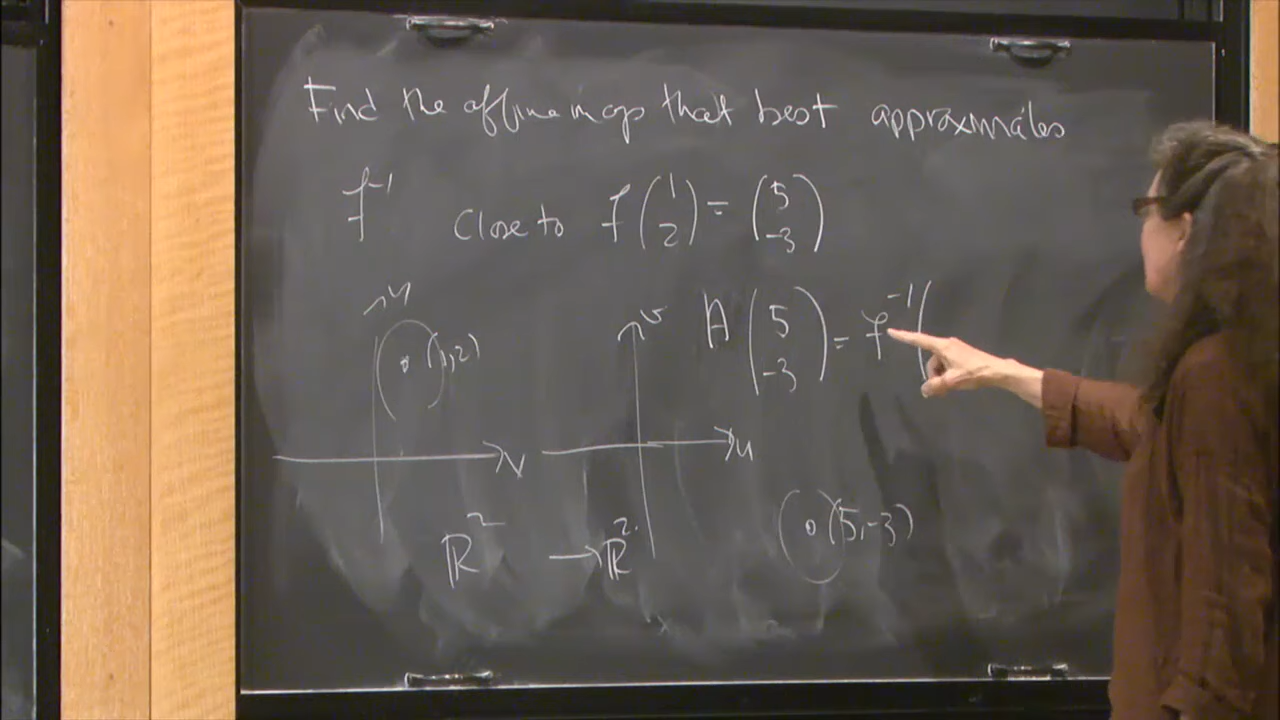 Find the affine map that best approximates
f⁻¹ close to f(1 2) = (5 -3)
A(5 -3) = f⁻¹(
y
(1,2)
v
u
(5,-3)
R² → R²